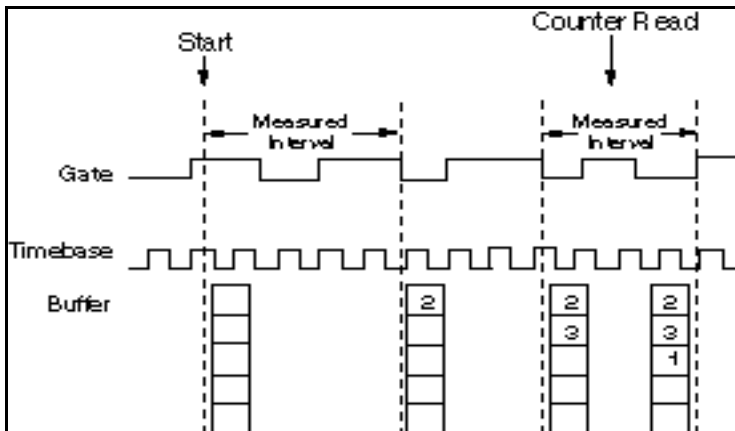 Start
Counter Read
Measured
Interval
Measured
Interval
Gate
Timebase
Buffer
2
2
3
2
3
1